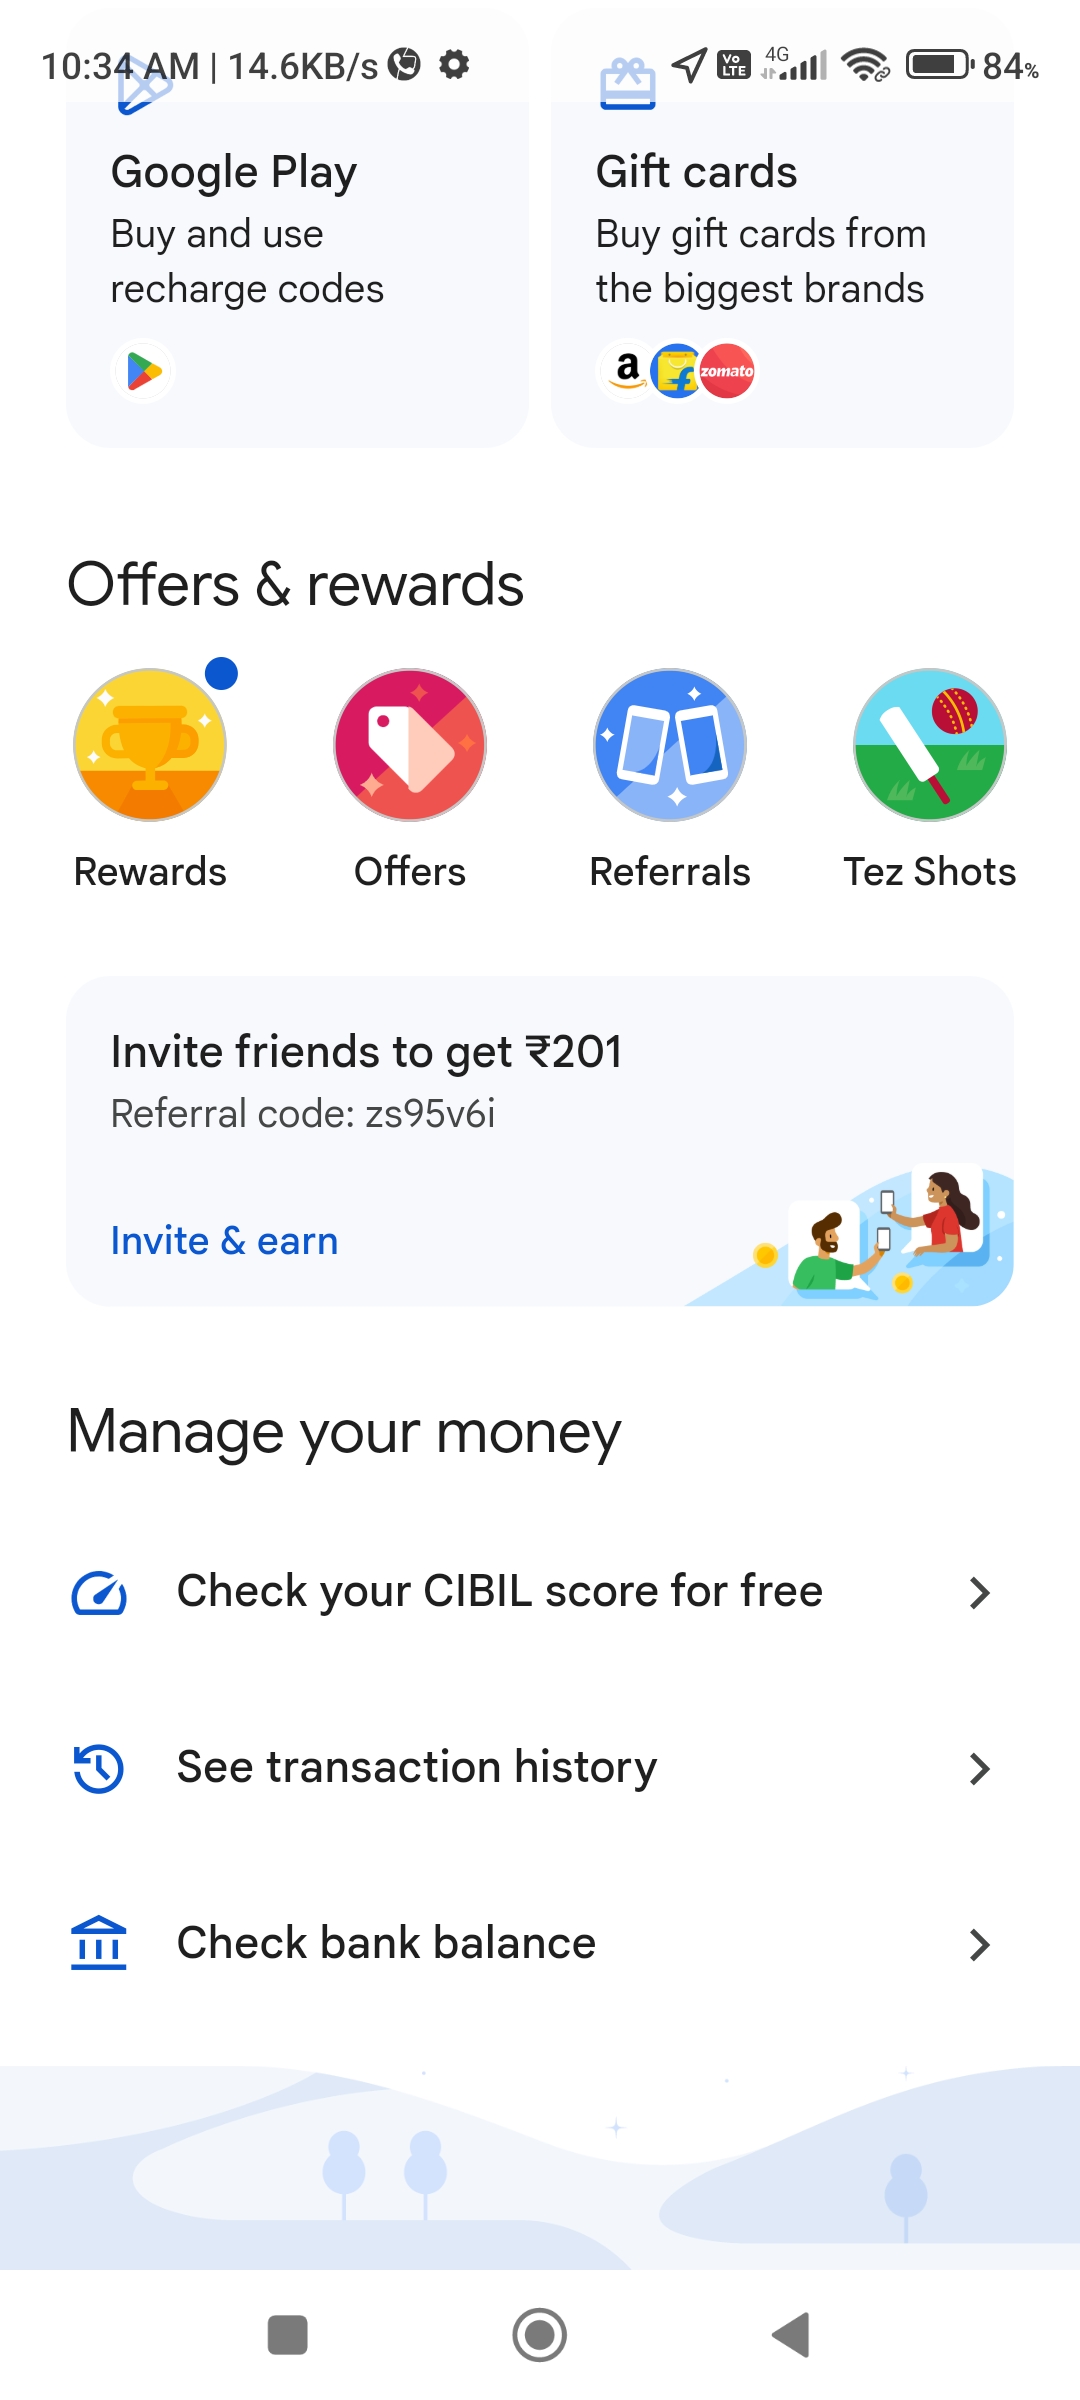 10:34 AM | 14.6KB/s Vo LTE 4G 84%
Google Play
Buy and use
recharge codes
Gift cards
Buy gift cards from
the biggest brands
a f zomato
Offers & rewards
Rewards Offers Referrals Tez Shots
Invite friends to get ₹201
Referral code: zs95v6i
Invite & earn
Manage your money
Check your CIBIL score for free
See transaction history
Check bank balance